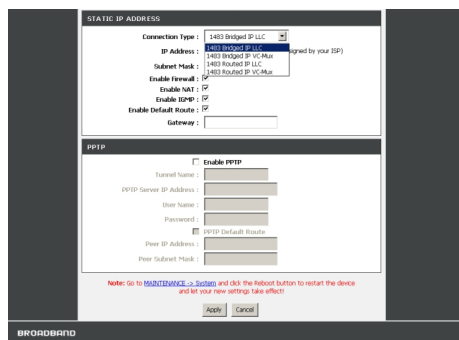 STATIC IP ADDRESS
Connection Type : 1483 Bridged IP LLC
1483 Bridged IP LLC
1483 Bridged IP VC-Mux
1483 Routed IP LLC
1483 Routed IP VC-Mux
IP Address : signed by your ISP)
Subnet Mask :
Enable Firewall :
Enable NAT :
Enable IGMP :
Enable Default Route :
Gateway :
PPTP
Enable PPTP
Tunnel Name :
PPTP Server IP Address :
User Name :
Password :
PPTP Default Route
Peer IP Address :
Peer Subnet Mask :
Note: Go to MAINTENANCE -> System and click the Reboot button to restart the device
and let your new settings take effect!
Apply Cancel
BROADBAND